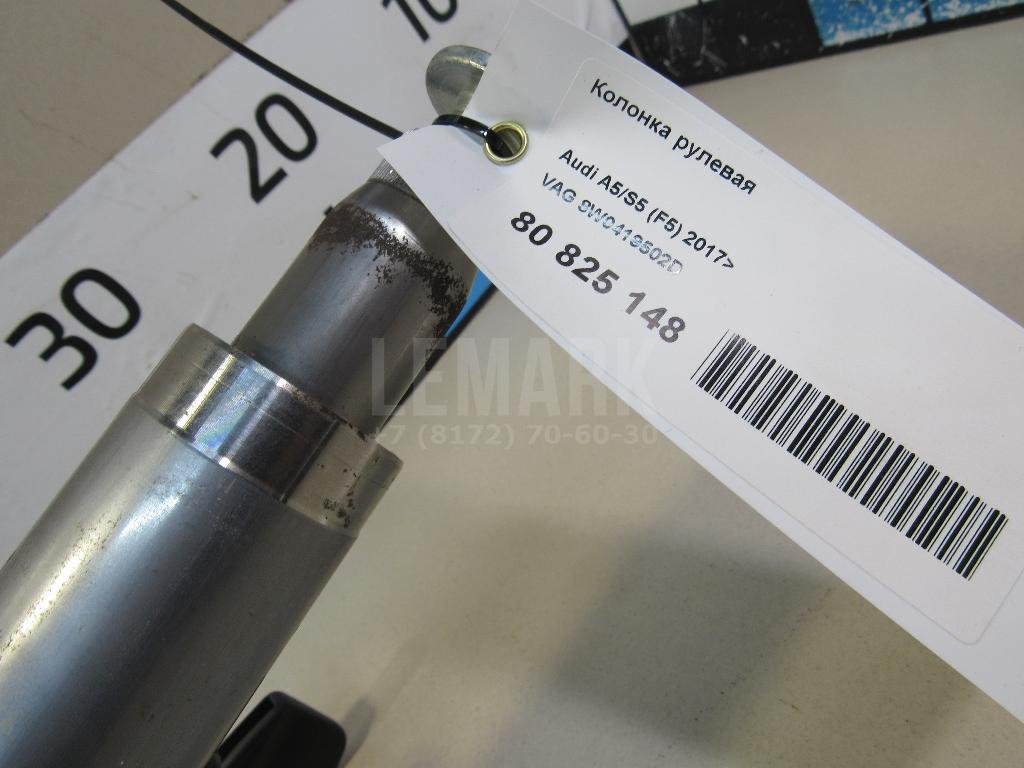 10
20
30
Колонка рулевая
Audi A5/S5 (F5) 2017>
VAG 8W0419502D
80 825 148
LEMARK
+7 (8172) 70-60-30